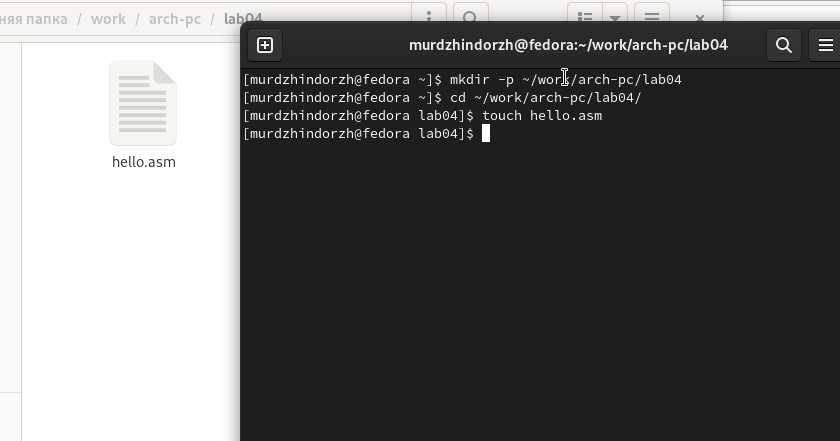 няя папка / work / arch-pc / lab04
hello.asm
murdzhindorzh@fedora:~/work/arch-pc/lab04
[murdzhindorzh@fedora ~]$ mkdir -p ~/work/arch-pc/lab04
[murdzhindorzh@fedora ~]$ cd ~/work/arch-pc/lab04/
[murdzhindorzh@fedora lab04]$ touch hello.asm
[murdzhindorzh@fedora lab04]$